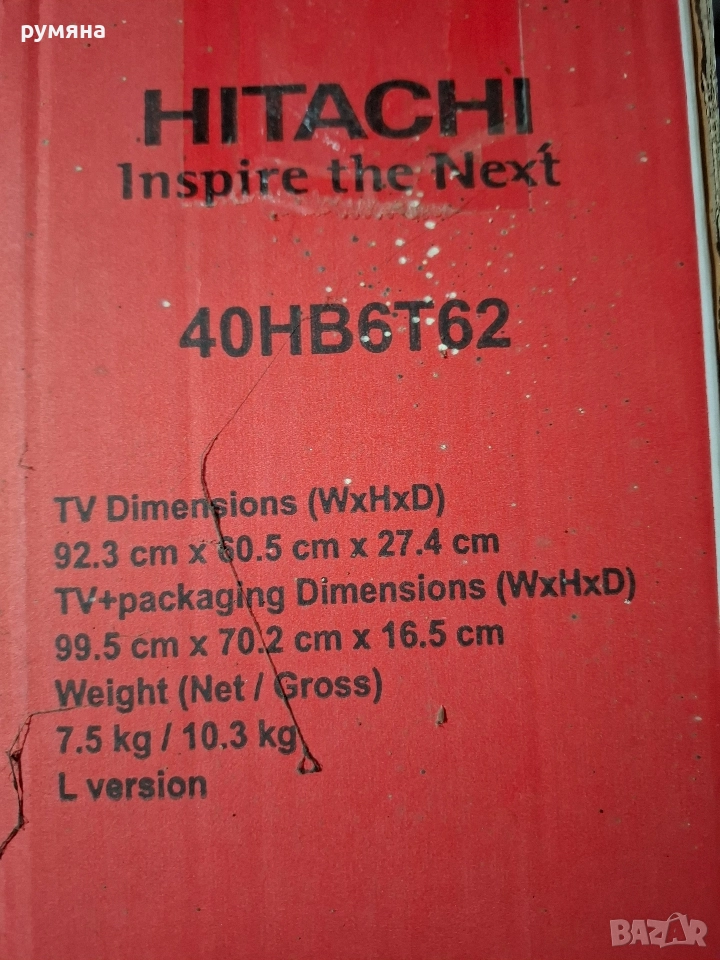 румяна
HITACHI
Inspire the Next
40HB6T62
TV Dimensions (WxHxD)
92.3 cm x 60.5 cm x 27.4 cm
TV+packaging Dimensions (WxHxD)
99.5 cm x 70.2 cm x 16.5 cm
Weight (Net / Gross)
7.5 kg / 10.3 kg
L version
BAZAR